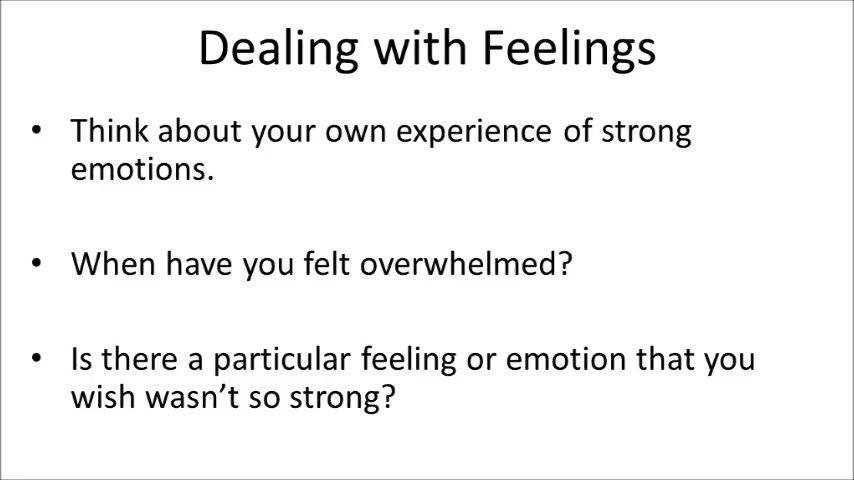 Dealing with Feelings
• Think about your own experience of strong
emotions.
• When have you felt overwhelmed?
• Is there a particular feeling or emotion that you
wish wasn’t so strong?